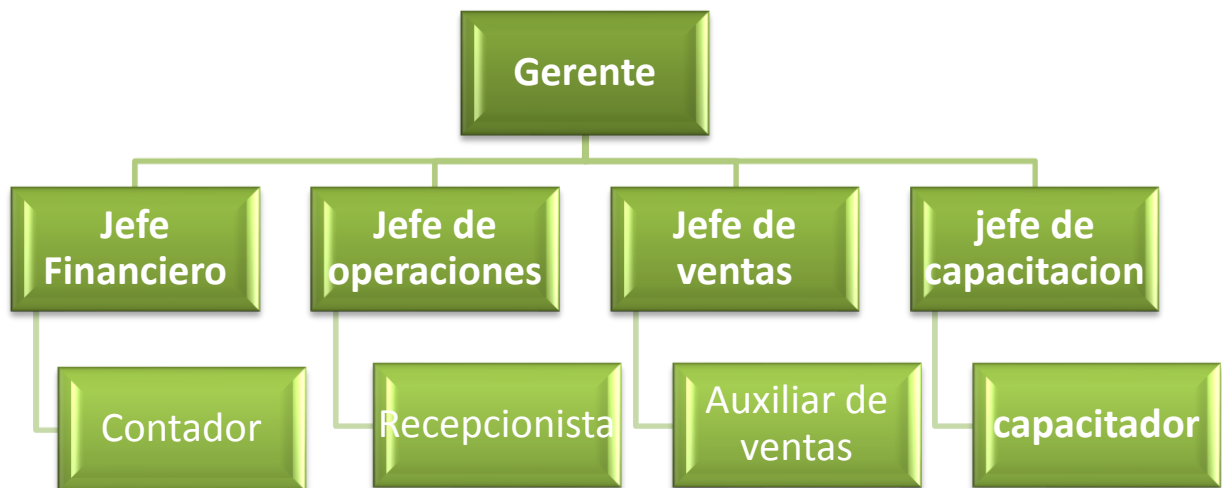 Gerente
Jefe
Financiero
Jefe de
operaciones
Jefe de
ventas
jefe de
capacitacion
Contador
Recepcionista
Auxiliar de
ventas
capacitador